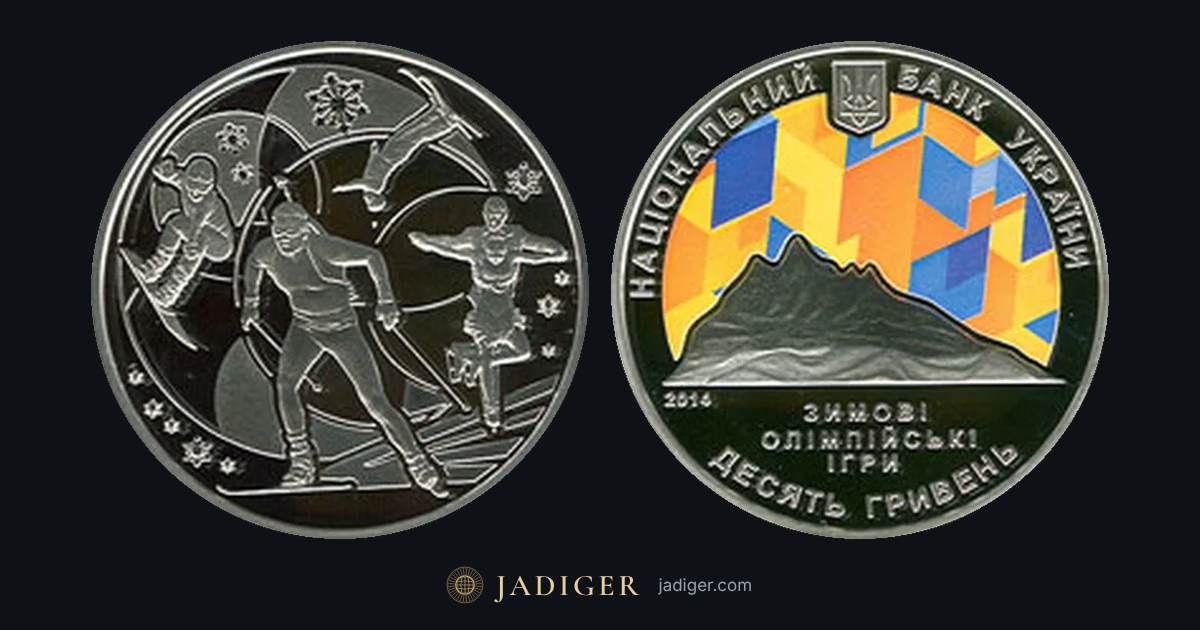 НАЦІОНАЛЬНИЙ БАНК УКРАЇНИ
2014
ЗИМОВІ
ОЛІМПІЙСЬКІ
ІГРИ
ДЕСЯТЬ ГРИВЕНЬ
JADIGER jadiger.com